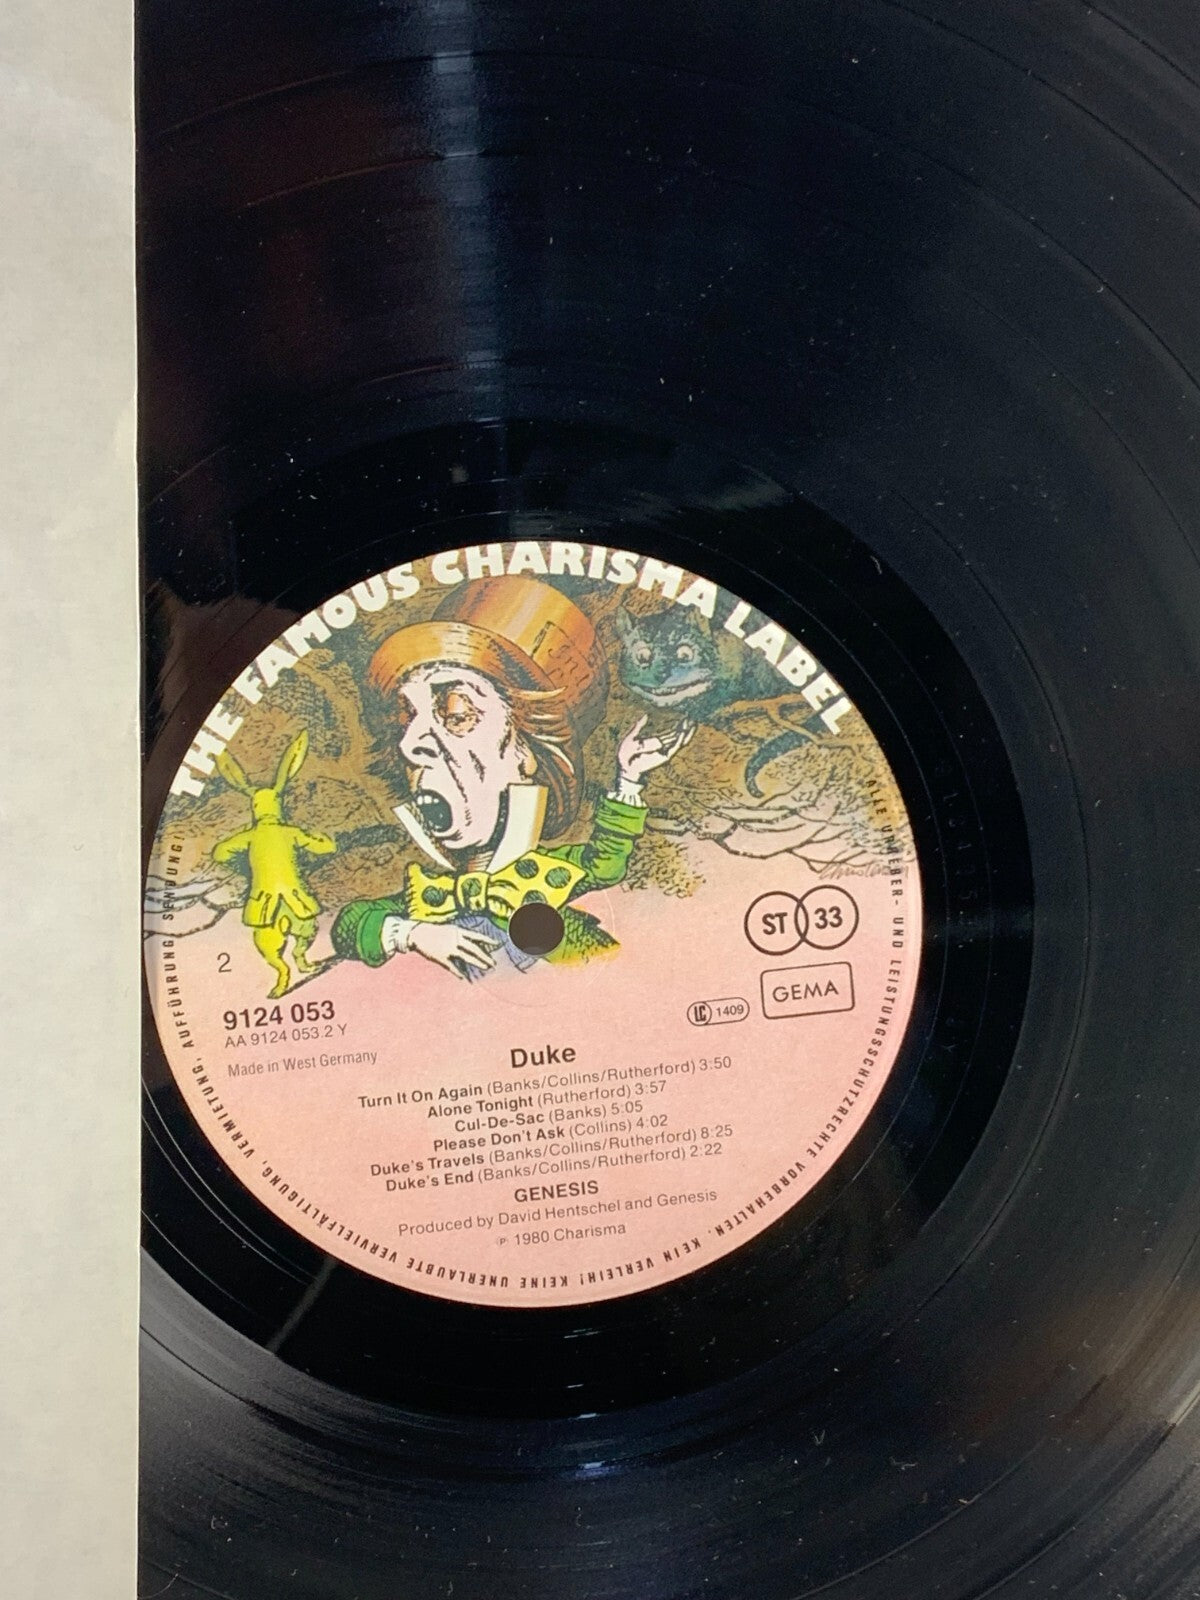 THE FAMOUS CHARISMA LABEL
2
9124 053
AA 9124 053.2 Y
Made in West Germany
ST 33
GEMA
LC 1409
Duke
Turn It On Again (Banks/Collins/Rutherford) 3:50
Alone Tonight (Rutherford) 3:57
Cul-De-Sac (Banks) 5:05
Please Don't Ask (Collins) 4:02
Duke's Travels (Banks/Collins/Rutherford) 8:25
Duke's End (Banks/Collins/Rutherford) 2:22
GENESIS
Produced by David Hentschel and Genesis
℗ 1980 Charisma
ALLE URHEBER- UND LEISTUNGSSCHUTZRECHTE VORBEHALTEN. KEIN VERLEIH! KEINE UNERLAUBTE VERVIELFÄLTIGUNG, VERMIETUNG, AUFFÜHRUNG SENDUNG!